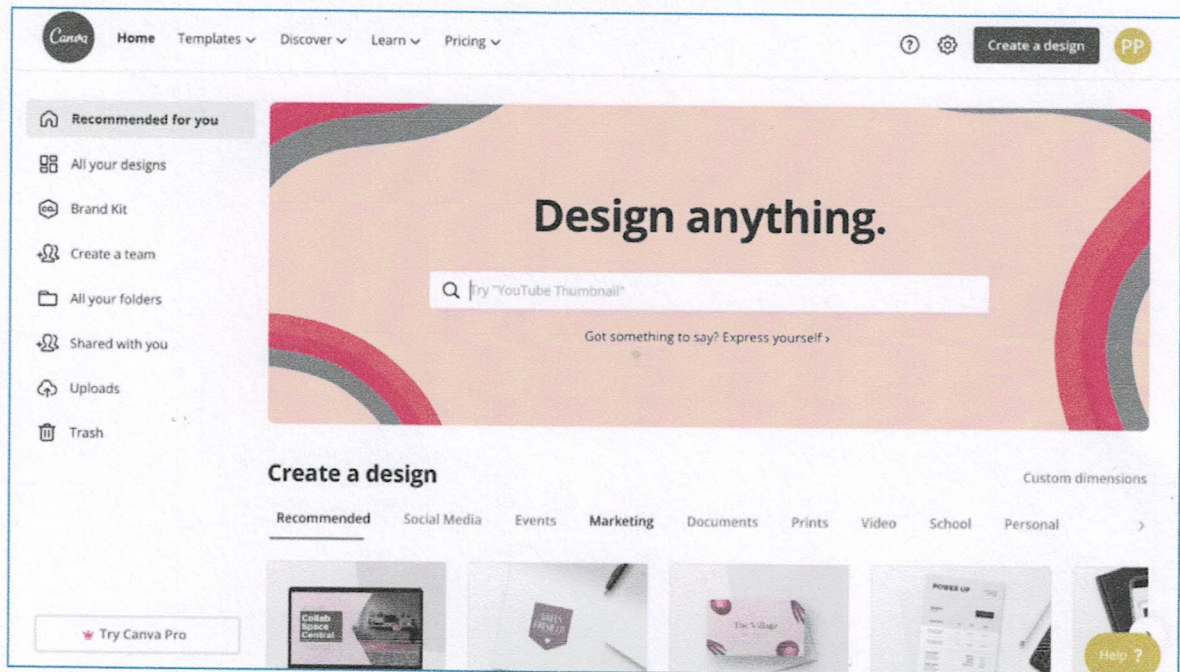 Canva Home Templates Discover Learn Pricing ? Create a design PP
Recommended for you
All your designs
Brand Kit
Create a team
All your folders
Shared with you
Uploads
Trash
Try Canva Pro
Design anything.
Try "YouTube Thumbnail"
Got something to say? Express yourself ›
Create a design
Custom dimensions
Recommended Social Media Events Marketing Documents Prints Video School Personal ›
Collab
Space
Central
The Village
POWER UP
Help ?